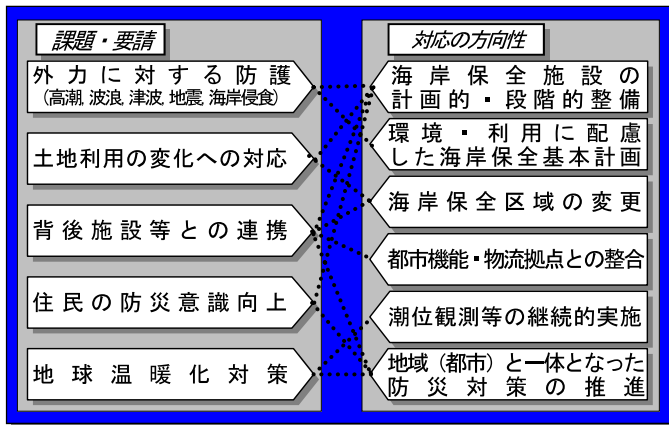 課題・要請
外力に対する防護
(高潮, 波浪, 津波, 地震, 海岸侵食)
土地利用の変化への対応
背後施設等との連携
住民の防災意識向上
地球温暖化対策
対応の方向性
海岸保全施設の
計画的・段階的整備
環境・利用に配慮
した海岸保全基本計画
海岸保全区域の変更
都市機能・物流拠点との整合
潮位観測等の継続的実施
地域（都市）と一体となった
防災対策の推進